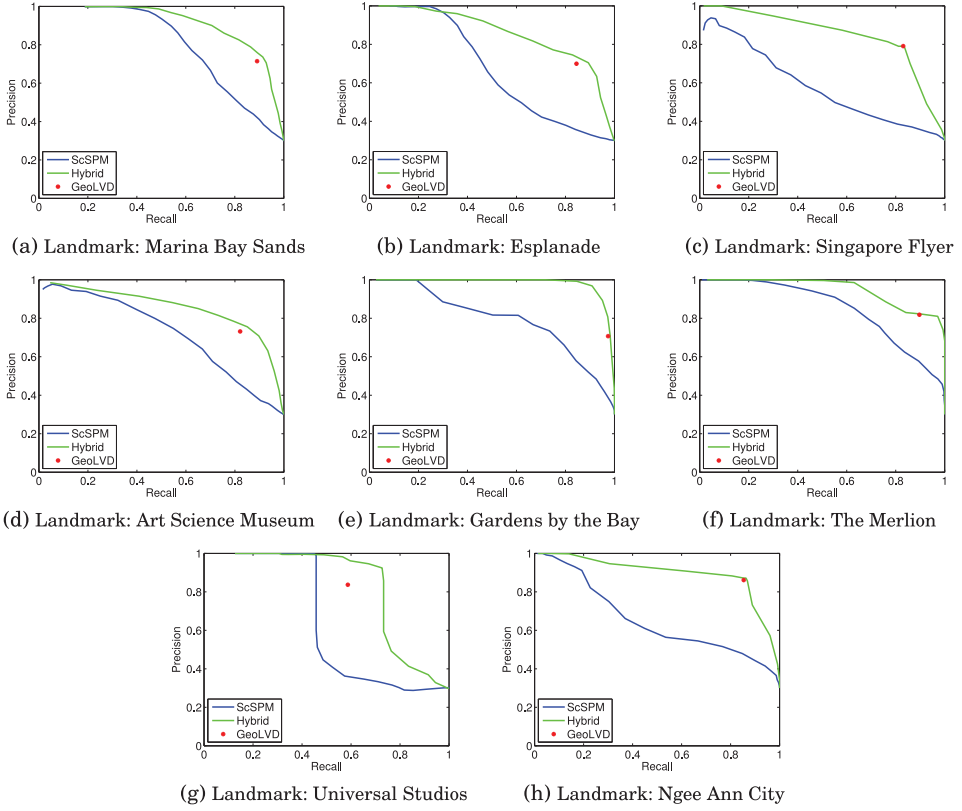 1
0.8
0.6
0.4
0.2
0
Precision
ScSPM
Hybrid
GeoLVD
0 0.2 0.4 0.6 0.8 1
Recall
(a) Landmark: Marina Bay Sands
1
0.8
0.6
0.4
0.2
0
Precision
ScSPM
Hybrid
GeoLVD
0 0.2 0.4 0.6 0.8 1
Recall
(b) Landmark: Esplanade
1
0.8
0.6
0.4
0.2
0
Precision
ScSPM
Hybrid
GeoLVD
0 0.2 0.4 0.6 0.8 1
Recall
(c) Landmark: Singapore Flyer
1
0.8
0.6
0.4
0.2
0
Precision
ScSPM
Hybrid
GeoLVD
0 0.2 0.4 0.6 0.8 1
Recall
(d) Landmark: Art Science Museum
1
0.8
0.6
0.4
0.2
0
Precision
ScSPM
Hybrid
GeoLVD
0 0.2 0.4 0.6 0.8 1
Recall
(e) Landmark: Gardens by the Bay
1
0.8
0.6
0.4
0.2
0
Precision
ScSPM
Hybrid
GeoLVD
0 0.2 0.4 0.6 0.8 1
Recall
(f) Landmark: The Merlion
1
0.8
0.6
0.4
0.2
0
Precision
ScSPM
Hybrid
GeoLVD
0 0.2 0.4 0.6 0.8 1
Recall
(g) Landmark: Universal Studios
1
0.8
0.6
0.4
0.2
0
Precision
ScSPM
Hybrid
GeoLVD
0 0.2 0.4 0.6 0.8 1
Recall
(h) Landmark: Ngee Ann City